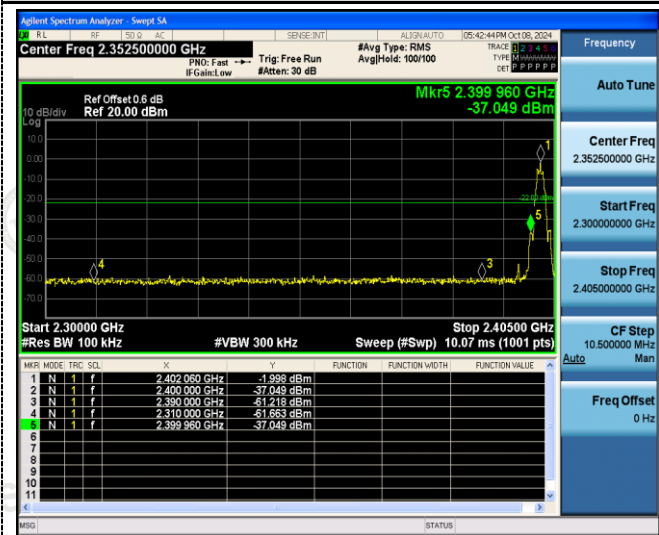 Agilent Spectrum Analyzer - Swept SA
RL RF 50 Ω AC SENSE:INT ALIGNAUTO 05:42:44PM Oct 08, 2024
Center Freq 2.352500000 GHz
PNO: Fast
IFGain:Low
Trig: Free Run
#Atten: 30 dB
#Avg Type: RMS
Avg|Hold: 100/100
TRACE 1 2 3 4 5 6
TYPE M
DET P P P P P P
Mkr5 2.399 960 GHz
-37.049 dBm
Ref Offset 0.6 dB
10 dB/div Ref 20.00 dBm
Log
10.0
0.00
-10.0
-20.0
-30.0
-40.0
-50.0
-60.0
-70.0
1
5
3
4
Start 2.30000 GHz Stop 2.40500 GHz
#Res BW 100 kHz #VBW 300 kHz Sweep (#Swp) 10.07 ms (1001 pts)
MKR MODE TRC SCL X Y FUNCTION FUNCTION WIDTH FUNCTION VALUE
1 N 1 f 2.402 060 GHz -1.998 dBm
2 N 1 f 2.400 000 GHz -37.049 dBm
3 N 1 f 2.390 000 GHz -61.218 dBm
4 N 1 f 2.310 000 GHz -61.663 dBm
5 N 1 f 2.399 960 GHz -37.049 dBm
6
7
8
9
10
11
MSG STATUS
Frequency
Auto Tune
Center Freq
2.352500000 GHz
Start Freq
2.300000000 GHz
Stop Freq
2.405000000 GHz
CF Step
10.500000 MHz
Auto Man
Freq Offset
0 Hz